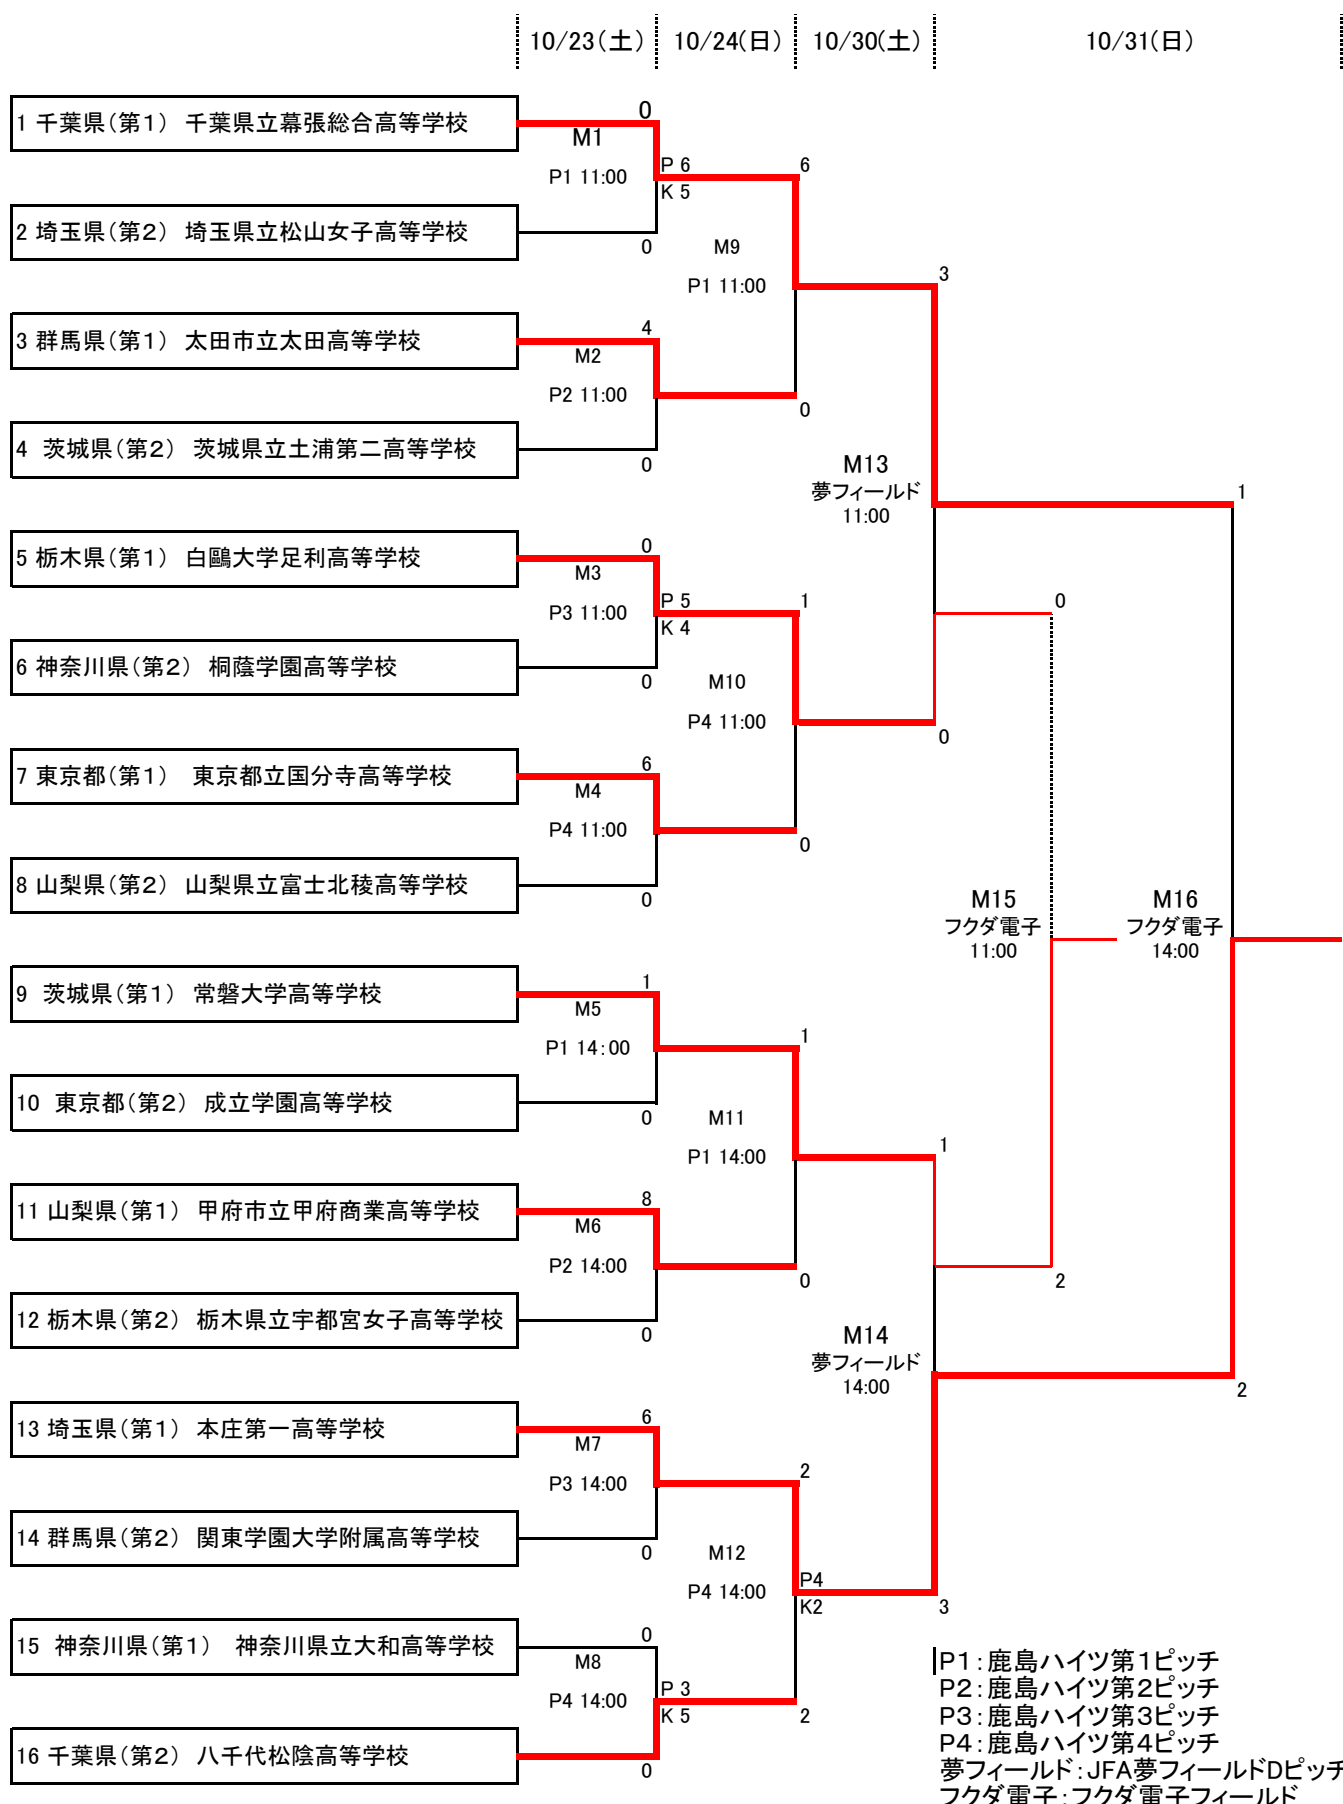 10/23(土) 10/24(日) 10/30(土) 10/31(日)
0
1 千葉県(第1) 千葉県立幕張総合高等学校
M1
P1 11:00
P 6
K 5
6
2 埼玉県(第2) 埼玉県立松山女子高等学校
0
M9
P1 11:00
3
3 群馬県(第1) 太田市立太田高等学校
4
M2
P2 11:00
0
4 茨城県(第2) 茨城県立土浦第二高等学校
0
M13
夢フィールド
11:00
1
5 栃木県(第1) 白鷗大学足利高等学校
0
M3
P3 11:00
P 5
K 4
1
0
6 神奈川県(第2) 桐蔭学園高等学校
0
M10
P4 11:00
0
7 東京都(第1) 東京都立国分寺高等学校
6
M4
P4 11:00
0
8 山梨県(第2) 山梨県立富士北稜高等学校
0
M15
フクダ電子
11:00
M16
フクダ電子
14:00
9 茨城県(第1) 常磐大学高等学校
1
M5
P1 14:00
1
10 東京都(第2) 成立学園高等学校
0
M11
P1 14:00
1
11 山梨県(第1) 甲府市立甲府商業高等学校
8
M6
P2 14:00
0
2
12 栃木県(第2) 栃木県立宇都宮女子高等学校
0
M14
夢フィールド
14:00
2
13 埼玉県(第1) 本庄第一高等学校
6
M7
P3 14:00
2
14 群馬県(第2) 関東学園大学附属高等学校
0
M12
P4 14:00
P4
K2
3
15 神奈川県(第1) 神奈川県立大和高等学校
0
M8
P4 14:00
P 3
K 5
2
16 千葉県(第2) 八千代松陰高等学校
0
P1:鹿島ハイツ第1ピッチ
P2:鹿島ハイツ第2ピッチ
P3:鹿島ハイツ第3ピッチ
P4:鹿島ハイツ第4ピッチ
夢フィールド:JFA夢フィールドDピッチ
フクダ電子:フクダ電子フィールド